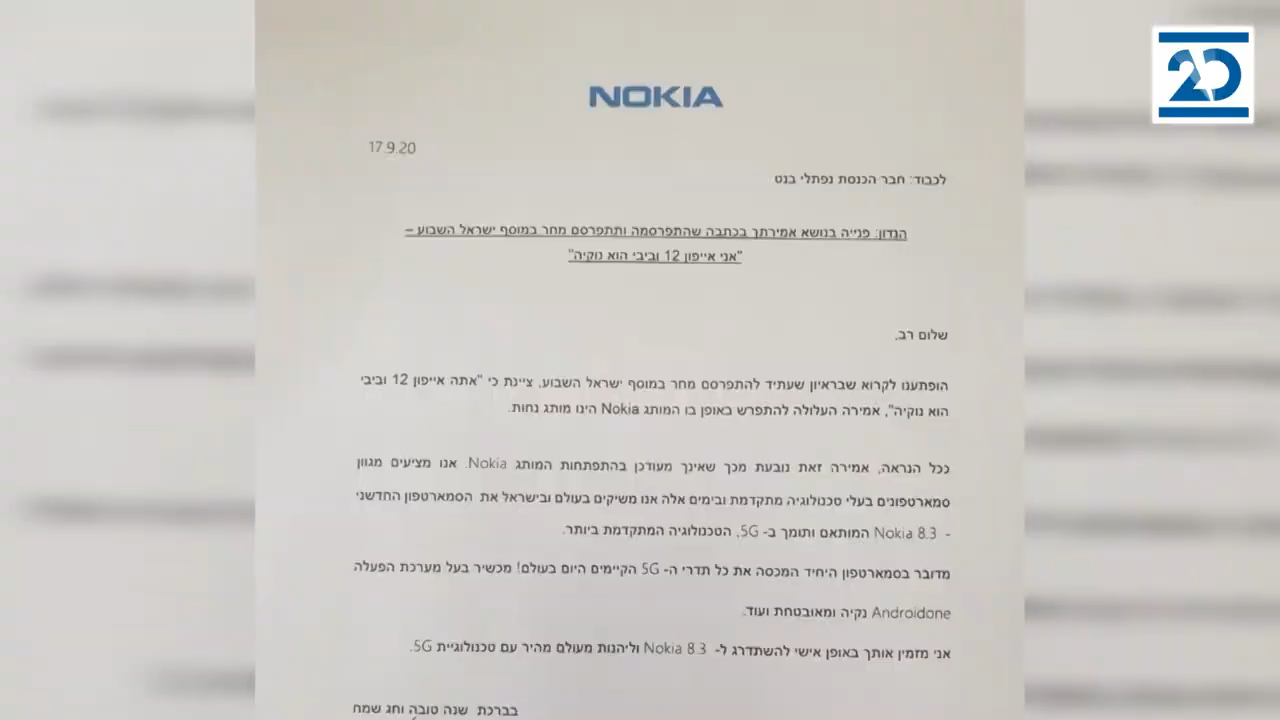 20
NOKIA
17.9.20
לכבוד: חבר הכנסת נפתלי בנט
הנדון: פנייה בנושא אמירתך בכתבה שהתפרסמה ותתפרסם מחר במוסף ישראל השבוע –
"אני אייפון 12 וביבי הוא נוקיה"
שלום רב,
הופתענו לקרוא שבראיון שעתיד להתפרסם מחר במוסף ישראל השבוע, ציינת כי "אתה אייפון 12 וביבי
הוא נוקיה", אמירה העלולה להתפרש באופן בו המותג Nokia הינו מותג נחות.
ככל הנראה, אמירה זאת נובעת מכך שאינך מעודכן בהתפתחות המותג Nokia. אנו מציעים מגוון
סמארטפונים בעלי טכנולוגיה מתקדמת ובימים אלה אנו משיקים בעולם ובישראל את הסמארטפון החדשני
- Nokia 8.3 המותאם ותומך ב- 5G, הטכנולוגיה המתקדמת ביותר.
מדובר בסמארטפון היחיד המכסה את כל תדרי ה- 5G הקיימים היום בעולם! מכשיר בעל מערכת הפעלה
Androidone נקיה ומאובטחת ועוד.
אני מזמין אותך באופן אישי להשתדרג ל- Nokia 8.3 וליהנות מעולם מהיר עם טכנולוגיית 5G.
בברכת שנה טובה וחג שמח